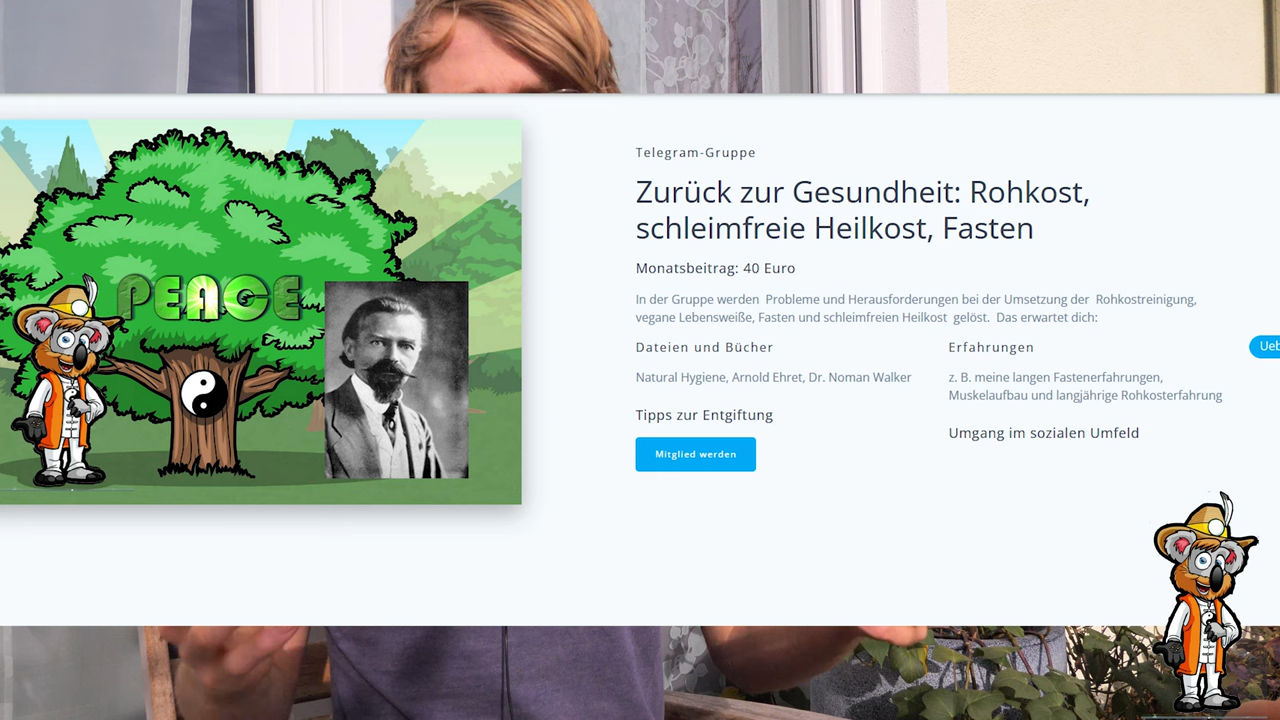 PEACE
Telegram-Gruppe
Zurück zur Gesundheit: Rohkost,
schleimfreie Heilkost, Fasten
Monatsbeitrag: 40 Euro
In der Gruppe werden Probleme und Herausforderungen bei der Umsetzung der Rohkostreinigung,
vegane Lebensweiße, Fasten und schleimfreien Heilkost gelöst. Das erwartet dich:
Dateien und Bücher
Natural Hygiene, Arnold Ehret, Dr. Noman Walker
Tipps zur Entgiftung
Mitglied werden
Erfahrungen
z. B. meine langen Fastenerfahrungen,
Muskelaufbau und langjährige Rohkosterfahrung
Umgang im sozialen Umfeld